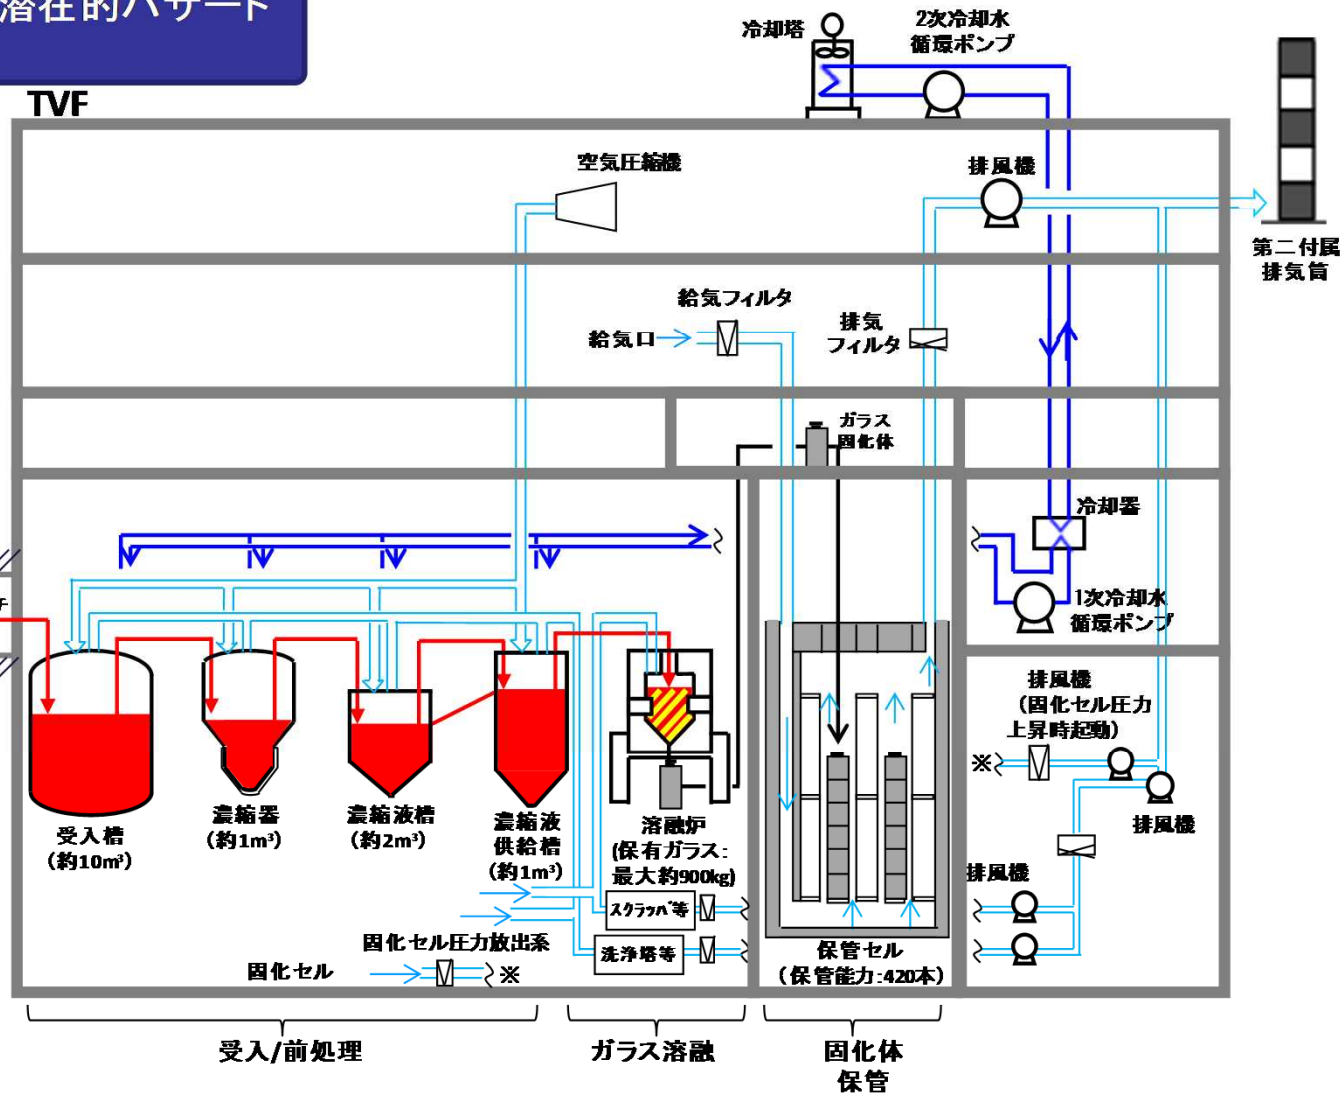 潜在的ハザード
TVF
冷却塔
2次冷却水
循環ポンプ
空気圧縮機
排風機
第二付属
排気筒
給気フィルタ
給気口
排気
フィルタ
ガラス
固化体
冷却器
1次冷却水
循環ポンプ
受入槽
(約10m³)
濃縮器
(約1m³)
濃縮液槽
(約2m³)
濃縮液
供給槽
(約1m³)
溶融炉
(保有ガラス:
最大約900kg)
スクラッバ等
洗浄塔等
固化セル圧力放出系
固化セル
※
保管セル
(保管能力:420本)
排風機
(固化セル圧力
上昇時起動)
※
排風機
排風機
受入/前処理
ガラス溶融
固化体
保管